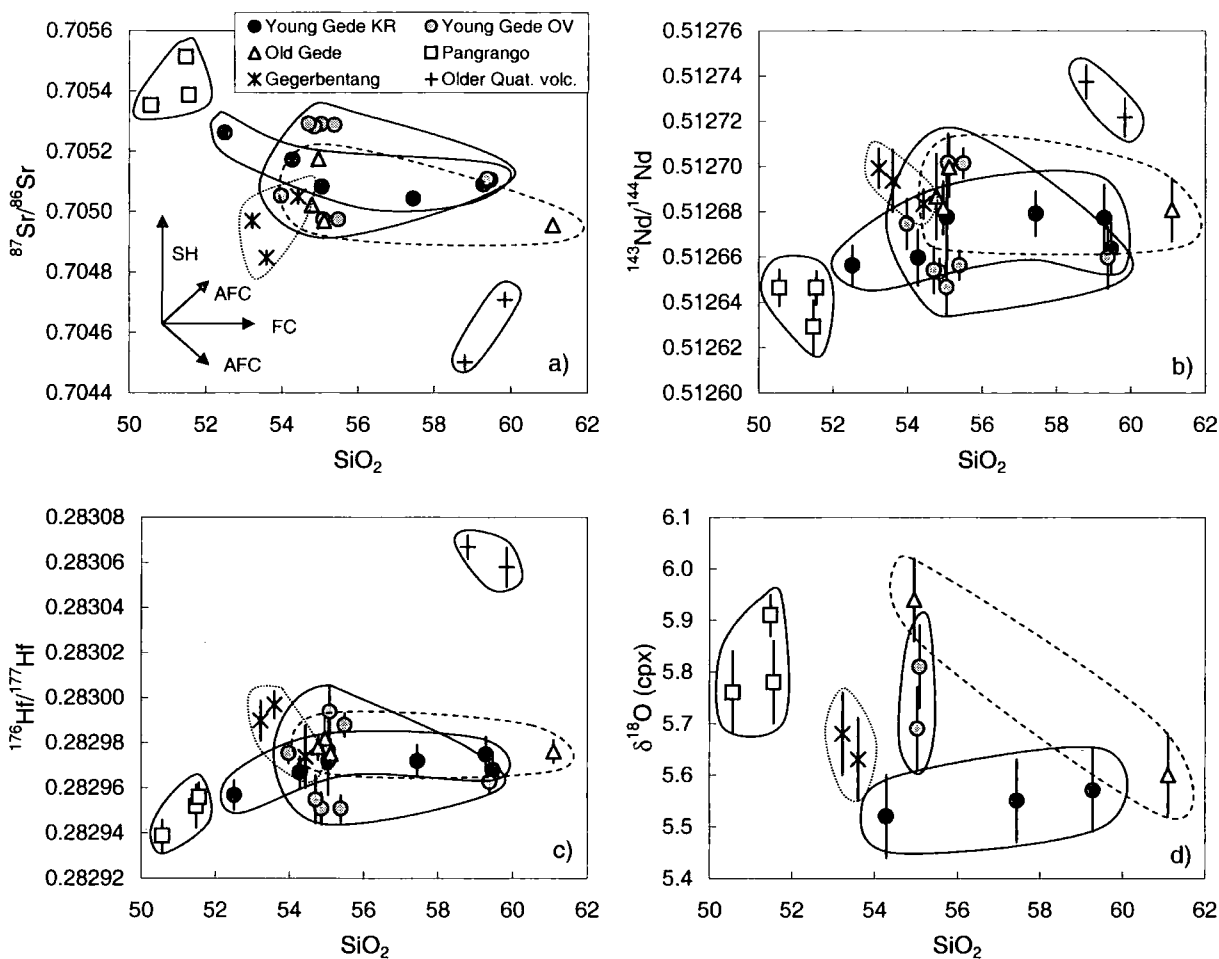 Young Gede KR
Young Gede OV
Old Gede
Pangrango
Gegerbentang
Older Quat. volc.
0.7056
0.7054
0.7052
0.7050
0.7048
0.7046
0.7044
87Sr/86Sr
SH
AFC
FC
AFC
a)
50 52 54 56 58 60 62
SiO2
0.51276
0.51274
0.51272
0.51270
0.51268
0.51266
0.51264
0.51262
0.51260
143Nd/144Nd
b)
50 52 54 56 58 60 62
SiO2
0.28308
0.28306
0.28304
0.28302
0.28300
0.28298
0.28296
0.28294
0.28292
176Hf/177Hf
c)
50 52 54 56 58 60 62
SiO2
6.1
6.0
5.9
5.8
5.7
5.6
5.5
5.4
δ18O (cpx)
d)
50 52 54 56 58 60 62
SiO2